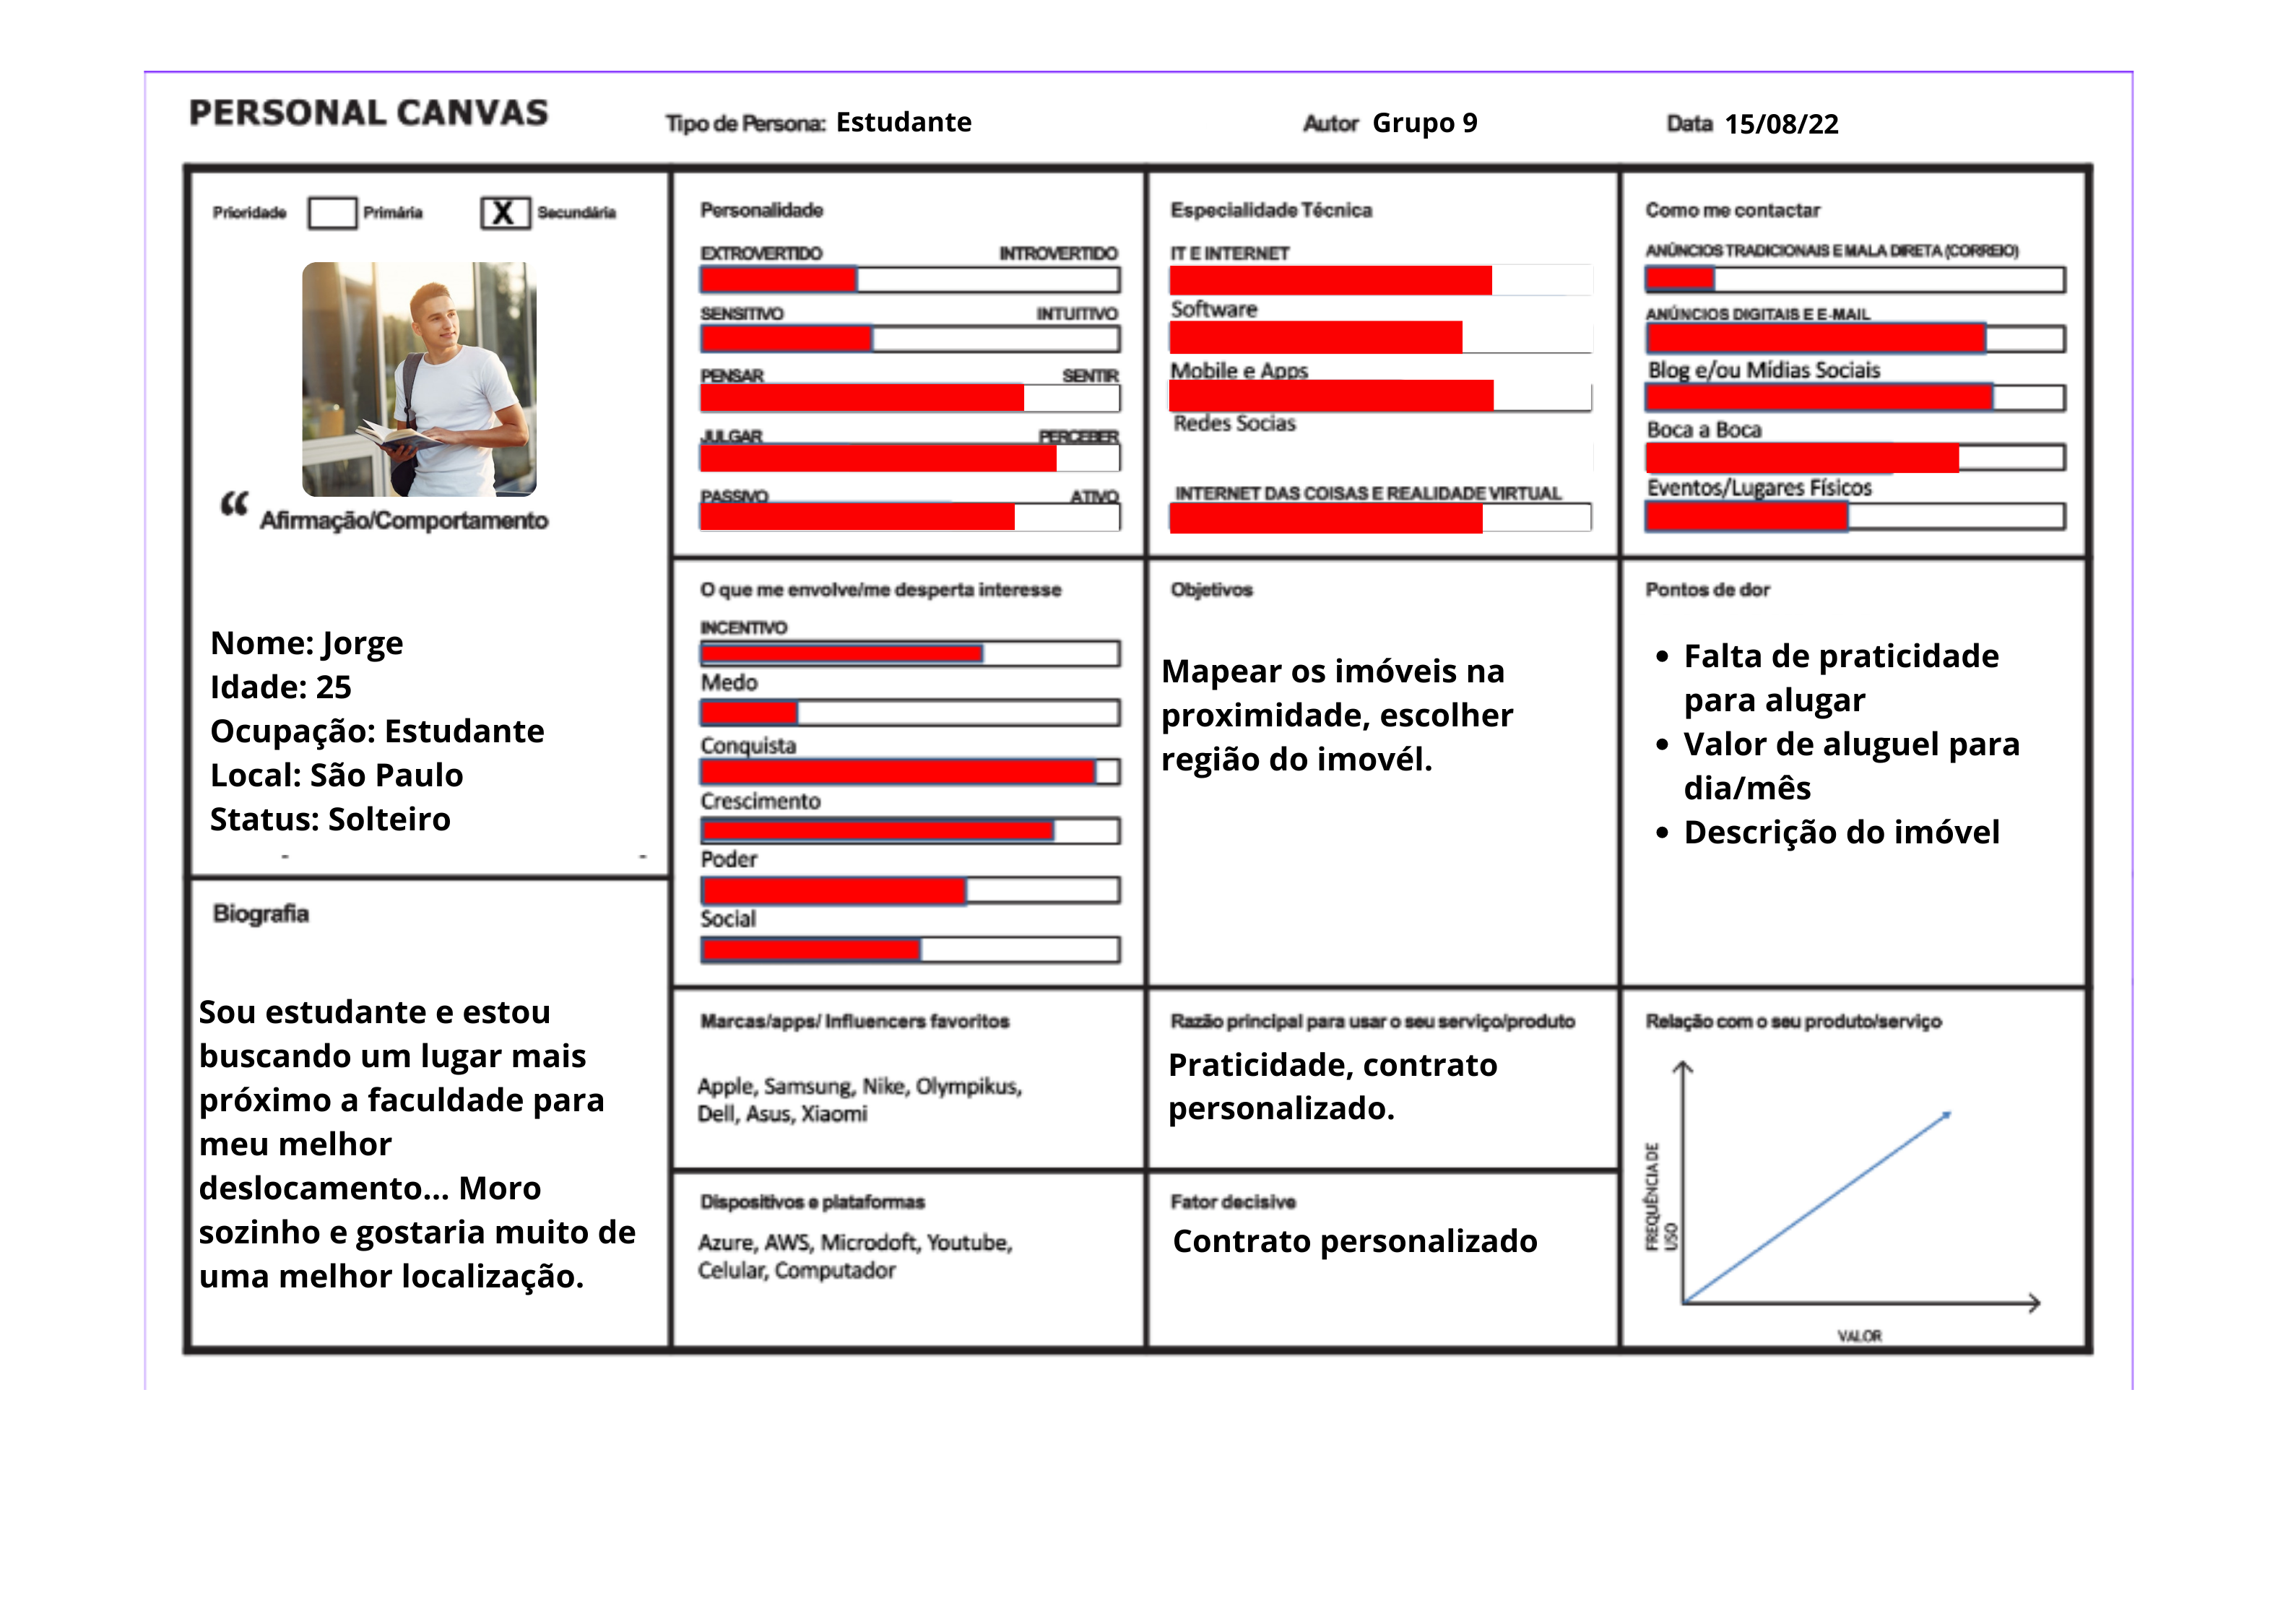 PERSONAL CANVAS
Tipo de Persona: Estudante
Autor Grupo 9
Data 15/08/22
Prioridade Primária X Secundária
“ Afirmação/Comportamento
Nome: Jorge
Idade: 25
Ocupação: Estudante
Local: São Paulo
Status: Solteiro
Biografia
Sou estudante e estou
buscando um lugar mais
próximo a faculdade para
meu melhor
deslocamento... Moro
sozinho e gostaria muito de
uma melhor localização.
Personalidade
EXTROVERTIDO INTROVERTIDO
SENSITIVO INTUITIVO
PENSAR SENTIR
JULGAR PERCEBER
PASSIVO ATIVO
Especialidade Técnica
IT E INTERNET
Software
Mobile e Apps
Redes Socias
INTERNET DAS COISAS E REALIDADE VIRTUAL
Como me contactar
ANÚNCIOS TRADICIONAIS E MALA DIRETA (CORREIO)
ANÚNCIOS DIGITAIS E E-MAIL
Blog e/ou Mídias Sociais
Boca a Boca
Eventos/Lugares Físicos
O que me envolve/me desperta interesse
INCENTIVO
Medo
Conquista
Crescimento
Poder
Social
Objetivos
Mapear os imóveis na
proximidade, escolher
região do imovél.
Pontos de dor
• Falta de praticidade
para alugar
• Valor de aluguel para
dia/mês
• Descrição do imóvel
Marcas/apps/ Influencers favoritos
Apple, Samsung, Nike, Olympikus,
Dell, Asus, Xiaomi
Razão principal para usar o seu serviço/produto
Praticidade, contrato
personalizado.
Relação com o seu produto/serviço
FREQUÊNCIA DE
USO
VALOR
Dispositivos e plataformas
Azure, AWS, Microdoft, Youtube,
Celular, Computador
Fator decisive
Contrato personalizado